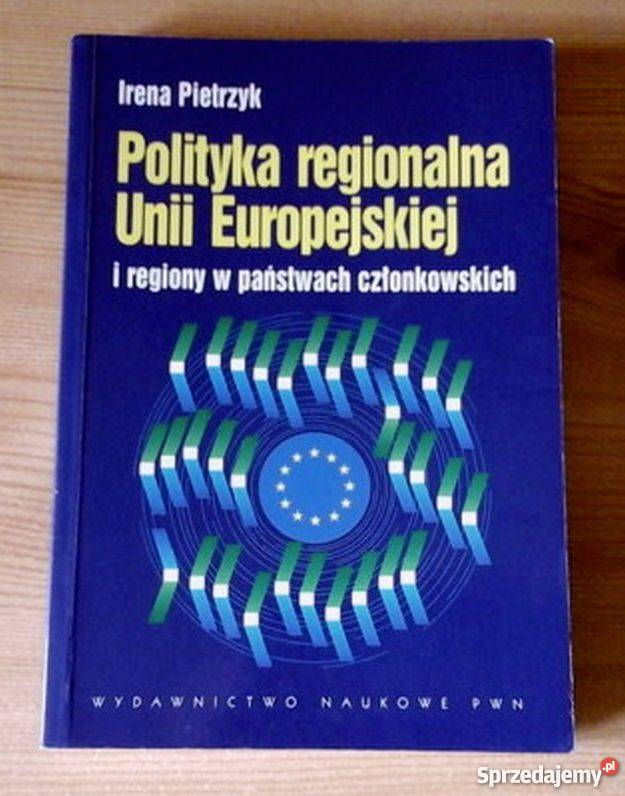 Irena Pietrzyk
Polityka regionalna
Unii Europejskiej
i regiony w państwach członkowskich
WYDAWNICTWO NAUKOWE PWN
Sprzedajemy.pl